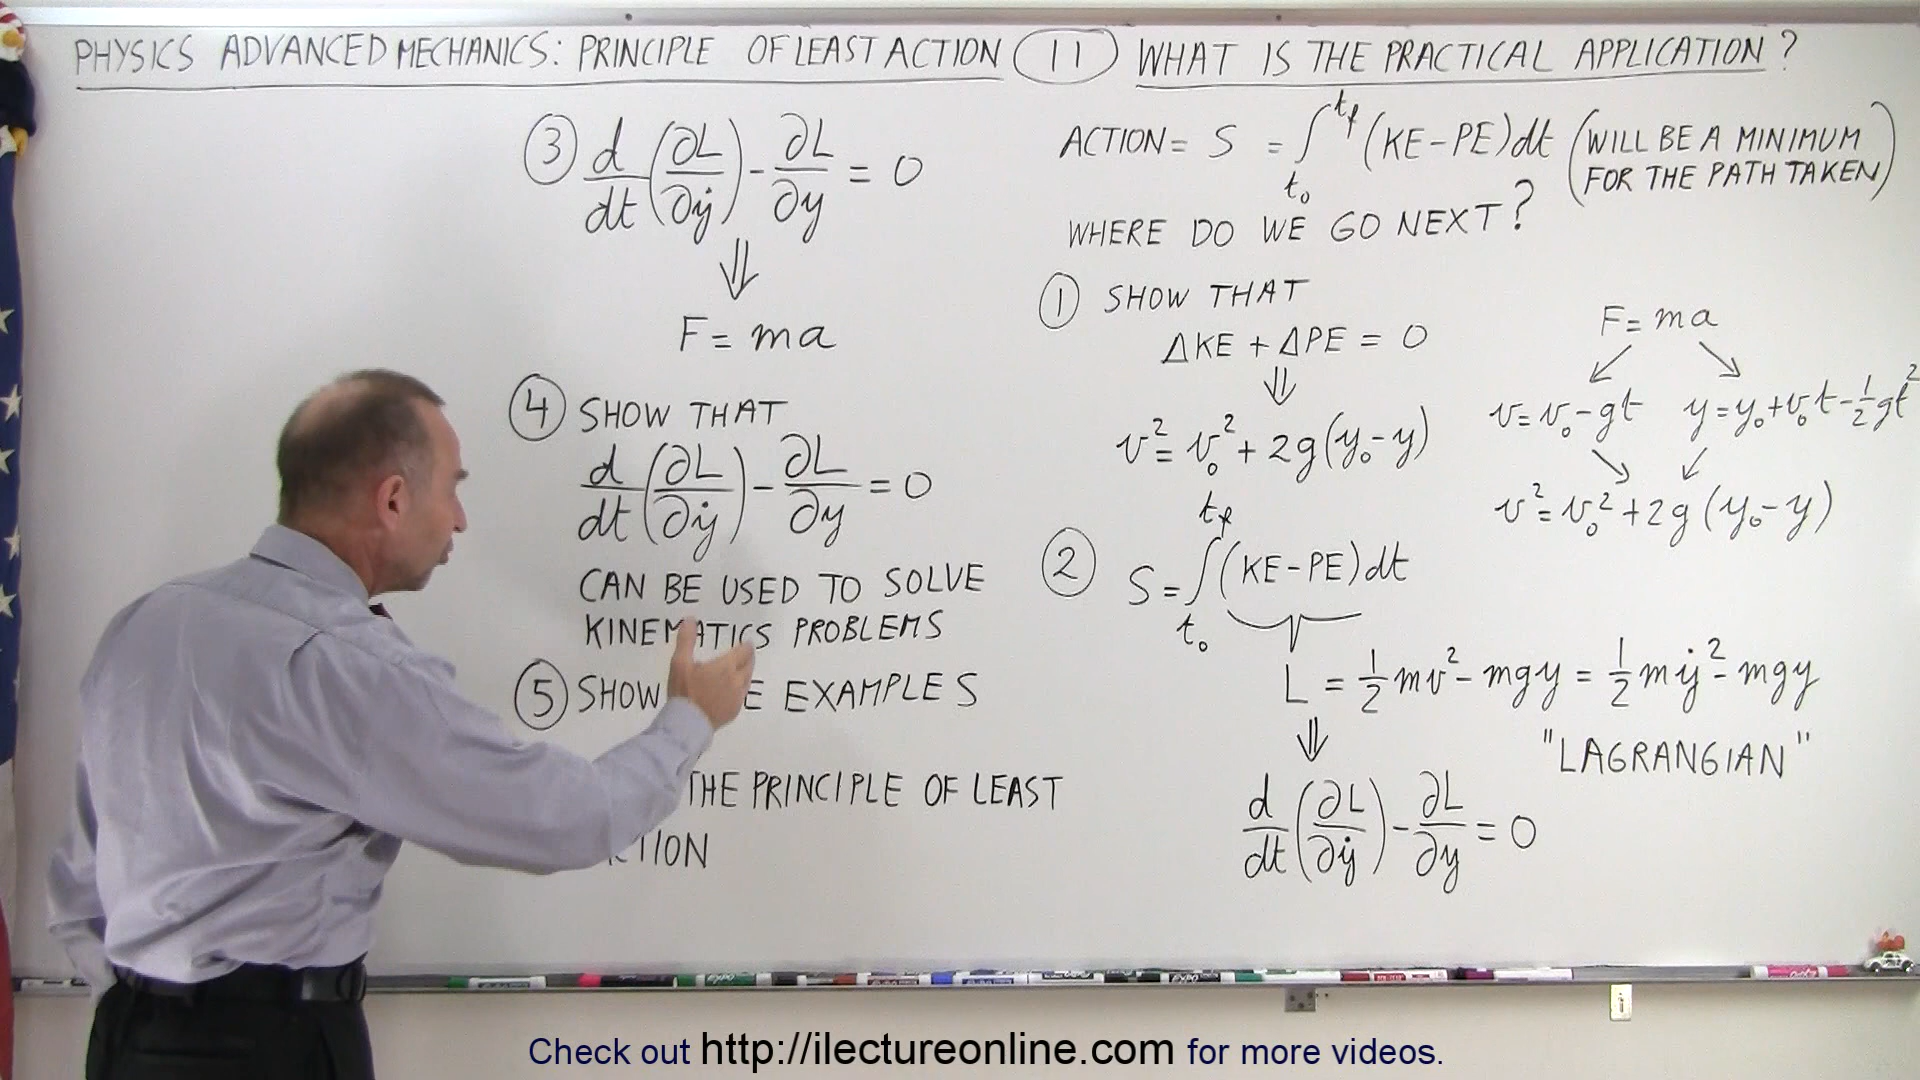 PHYSICS ADVANCED MECHANICS: PRINCIPLE OF LEAST ACTION 11 WHAT IS THE PRACTICAL APPLICATION?
③ d/dt(∂L/∂ẏ) - ∂L/∂y = 0
⇓
F = ma
④ SHOW THAT
d/dt(∂L/∂ẏ) - ∂L/∂y = 0
CAN BE USED TO SOLVE
KINEMATICS PROBLEMS
⑤ SHOW EXAMPLES
THE PRINCIPLE OF LEAST
ACTION = S = ∫ₜ₀^tf (KE - PE)dt (WILL BE A MINIMUM
FOR THE PATH TAKEN)
WHERE DO WE GO NEXT?
① SHOW THAT
ΔKE + ΔPE = 0
⇓
v² = v₀² + 2g(y₀ - y)
F = ma
↙ ↘
v = v₀ - gt y = y₀ + v₀t - ½gt²
↘ ↙
v² = v₀² + 2g(y₀ - y)
② S = ∫ₜ₀^tf (KE - PE)dt
L = ½mv² - mgy = ½mẏ² - mgy
⇓ "LAGRANGIAN"
d/dt(∂L/∂ẏ) - ∂L/∂y = 0
EXPO
EXPO
Check out http://ilectureonline.com for more videos.